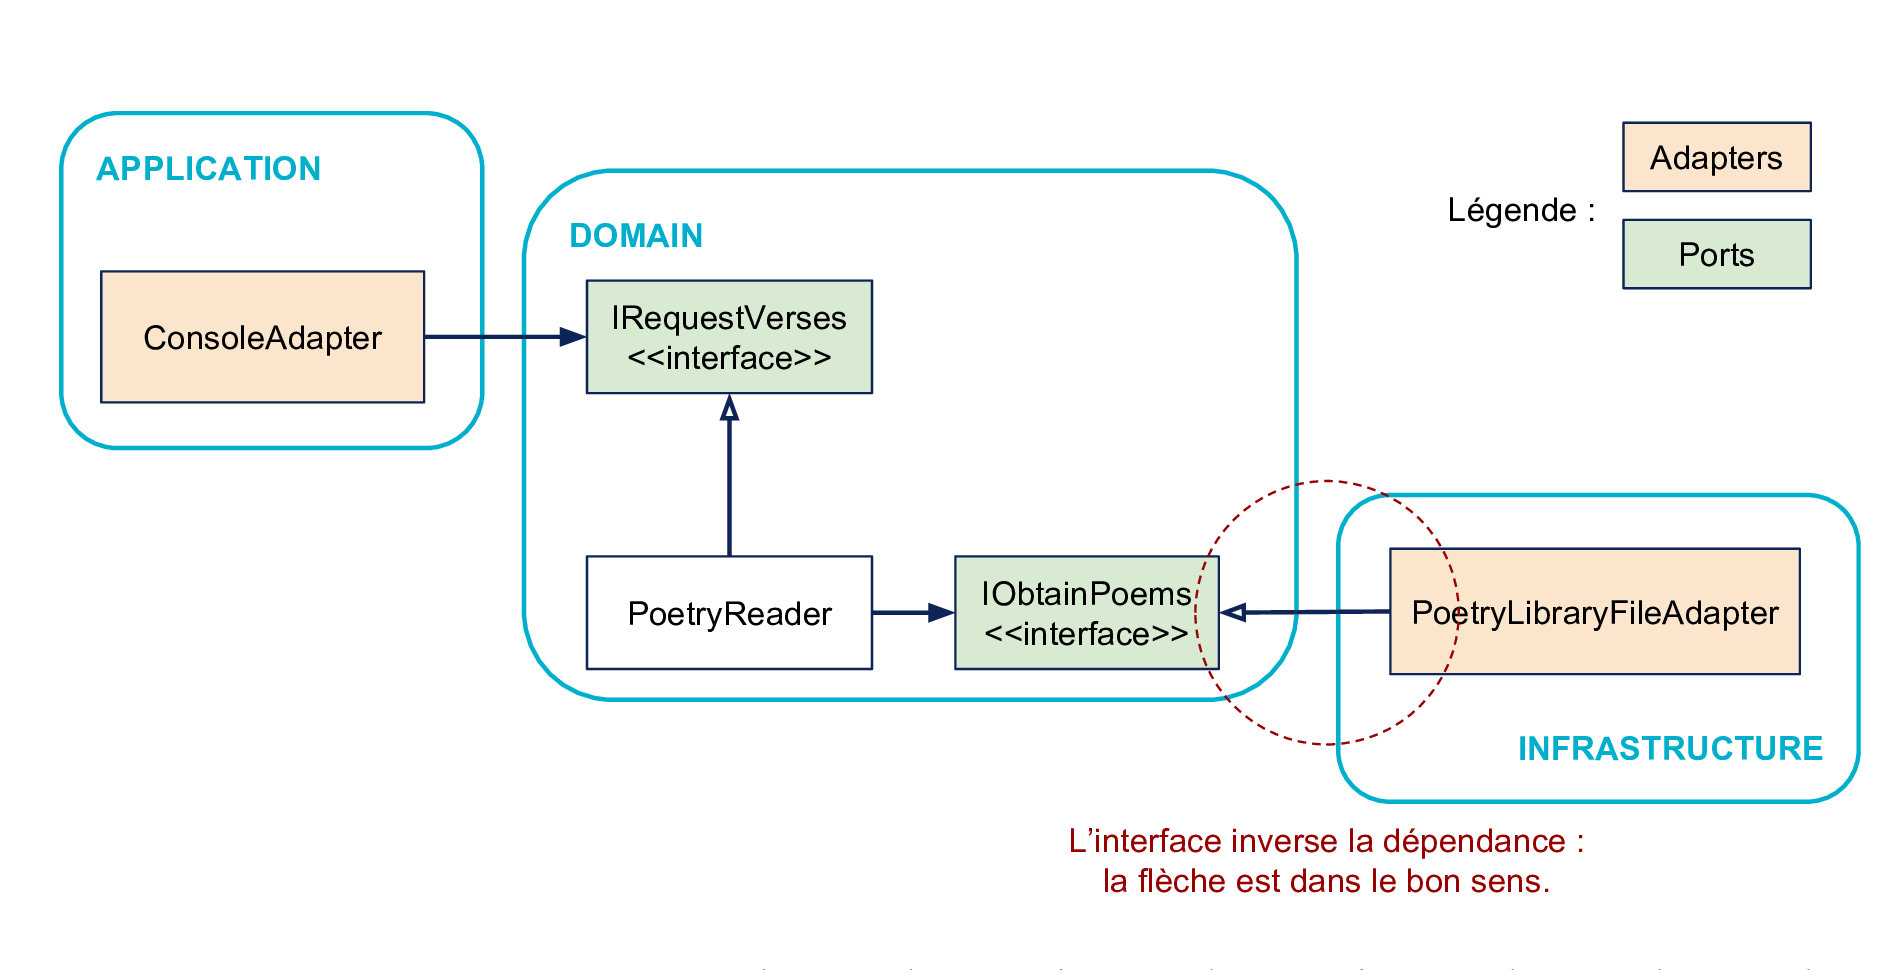 APPLICATION
ConsoleAdapter
DOMAIN
IRequestVerses
<<interface>>
PoetryReader
IObtainPoems
<<interface>>
Légende :
Adapters
Ports
PoetryLibraryFileAdapter
INFRASTRUCTURE
L’interface inverse la dépendance :
la flèche est dans le bon sens.